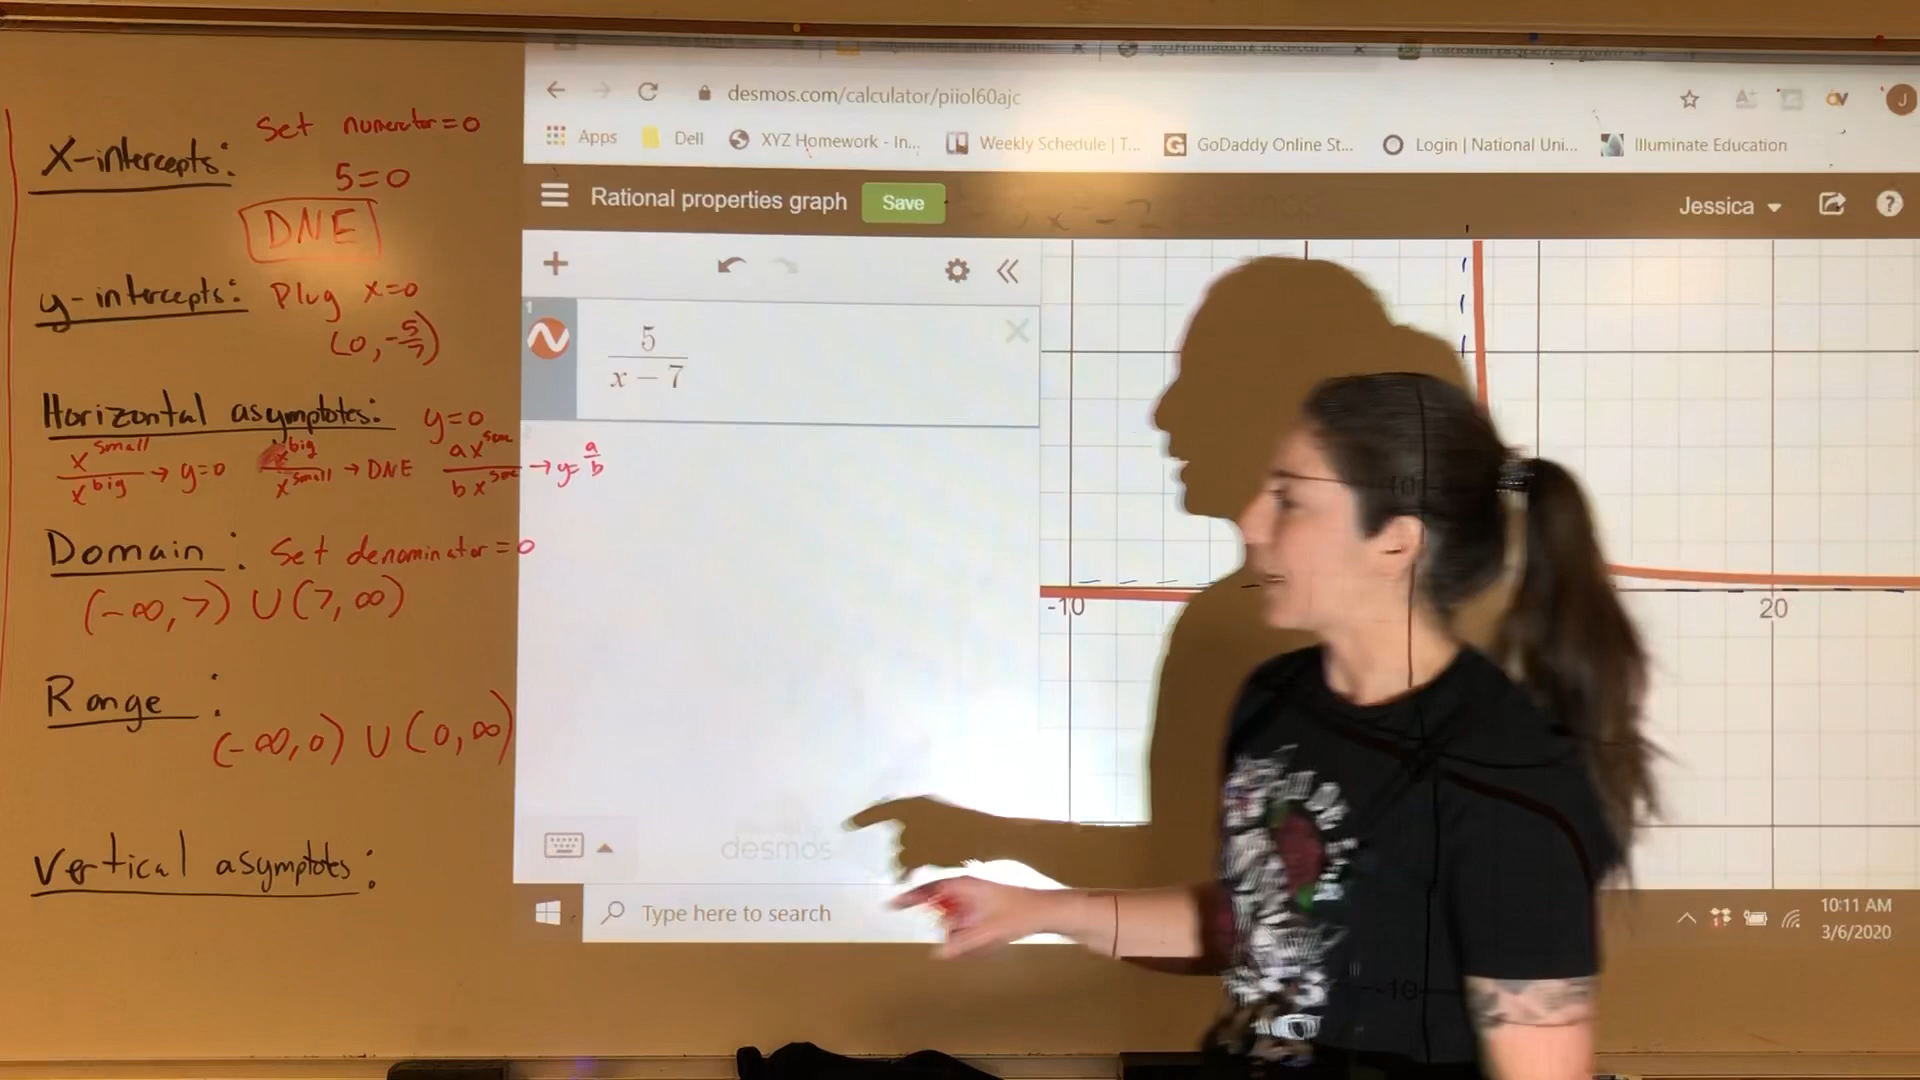 X-intercepts: Set numerator = 0
5=0
DNE
y-intercepts: Plug x=0
(0, -5/7)
Horizontal asymptotes: y=0
x^small/x^big → y=0 x^big/x^small → DNE ax^same/bx^same → y=a/b
Domain: Set denominator = 0
(-∞,7) ∪ (7,∞)
Range:
(-∞,0) ∪ (0,∞)
Vertical asymptotes:
desmos.com/calculator/piiol60ajc
J
Apps Dell XYZ Homework - In... Weekly Schedule | T... GoDaddy Online St... Login | National Uni... Illuminate Education
Rational properties graph Save
Jessica
1
5
x − 7
-10
20
-10
desmos
Type here to search
10:11 AM
3/6/2020